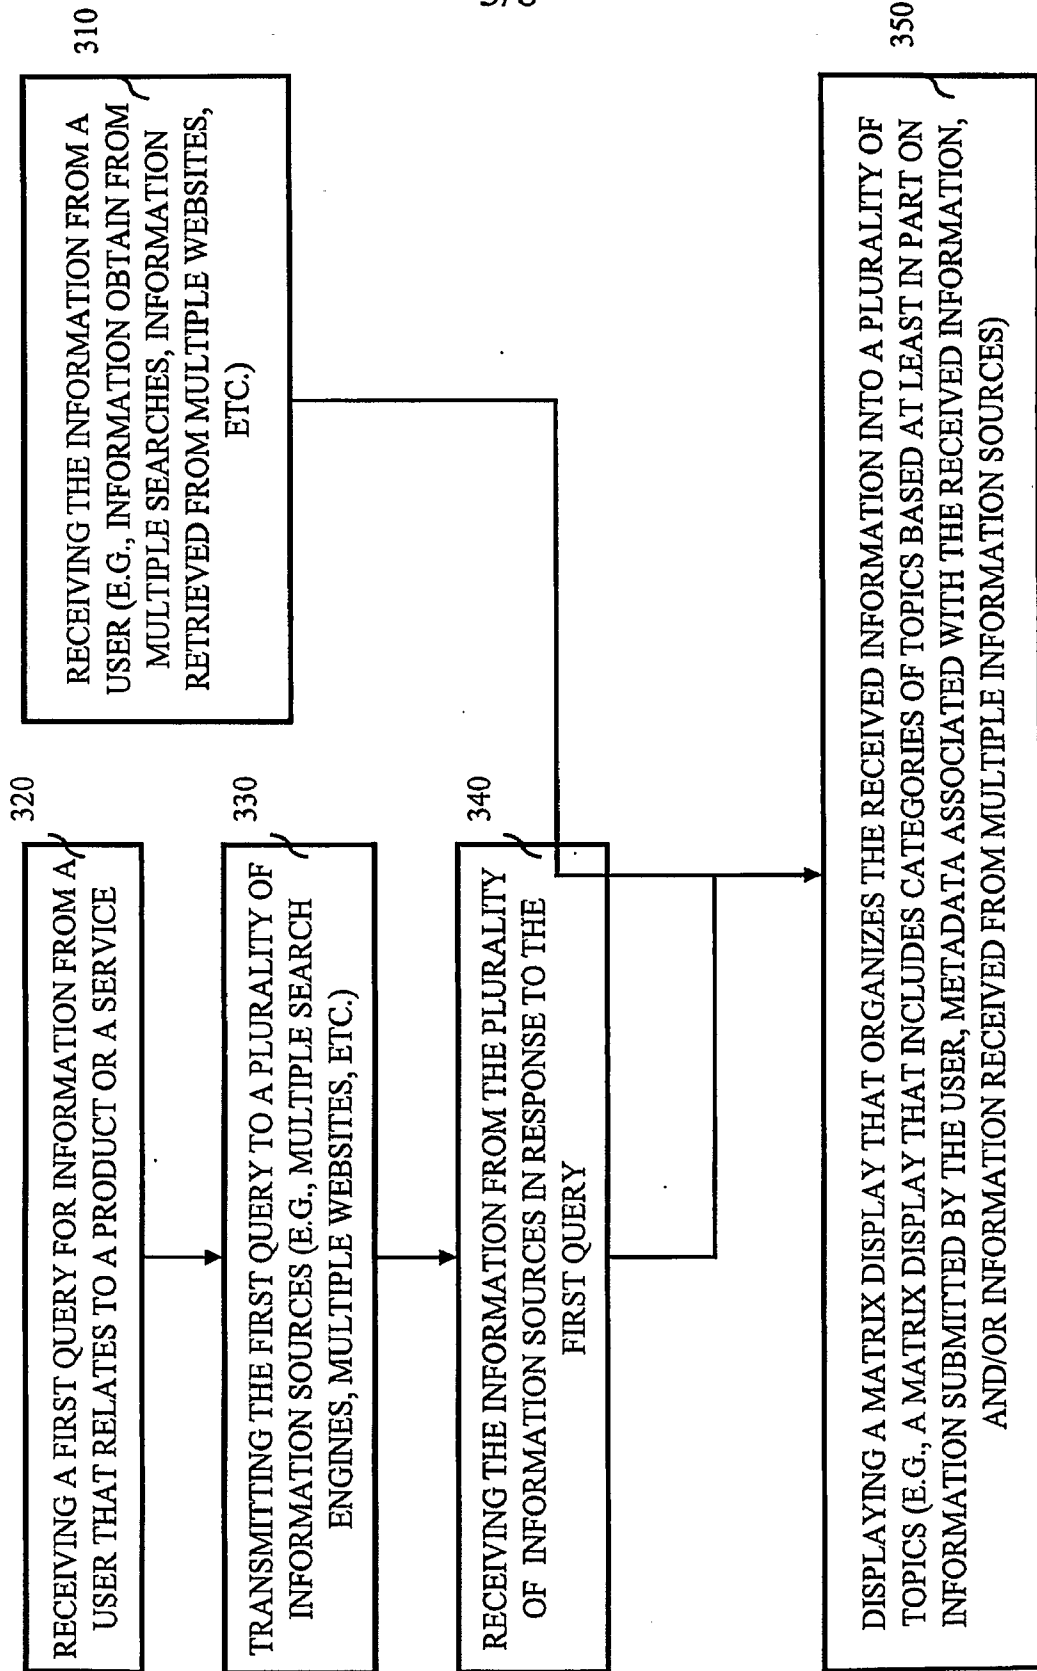 3/8
320
RECEIVING A FIRST QUERY FOR INFORMATION FROM A
USER THAT RELATES TO A PRODUCT OR A SERVICE
330
TRANSMITTING THE FIRST QUERY TO A PLURALITY OF
INFORMATION SOURCES (E.G., MULTIPLE SEARCH
ENGINES, MULTIPLE WEBSITES, ETC.)
340
RECEIVING THE INFORMATION FROM THE PLURALITY
OF INFORMATION SOURCES IN RESPONSE TO THE
FIRST QUERY
310
RECEIVING THE INFORMATION FROM A
USER (E.G., INFORMATION OBTAIN FROM
MULTIPLE SEARCHES, INFORMATION
RETRIEVED FROM MULTIPLE WEBSITES,
ETC.)
350
DISPLAYING A MATRIX DISPLAY THAT ORGANIZES THE RECEIVED INFORMATION INTO A PLURALITY OF
TOPICS (E.G., A MATRIX DISPLAY THAT INCLUDES CATEGORIES OF TOPICS BASED AT LEAST IN PART ON
INFORMATION SUBMITTED BY THE USER, METADATA ASSOCIATED WITH THE RECEIVED INFORMATION,
AND/OR INFORMATION RECEIVED FROM MULTIPLE INFORMATION SOURCES)